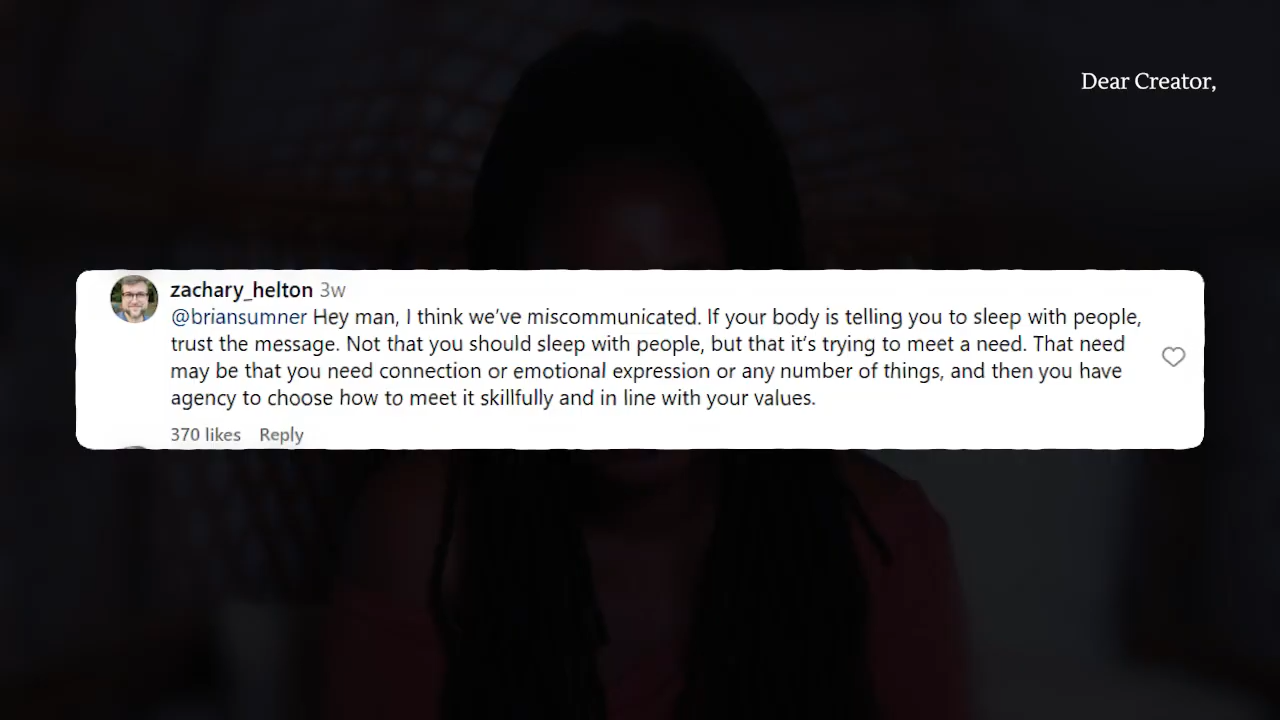 Dear Creator,
zachary_helton 3w
@briansumner Hey man, I think we've miscommunicated. If your body is telling you to sleep with people,
trust the message. Not that you should sleep with people, but that it's trying to meet a need. That need
may be that you need connection or emotional expression or any number of things, and then you have
agency to choose how to meet it skillfully and in line with your values.
370 likes Reply